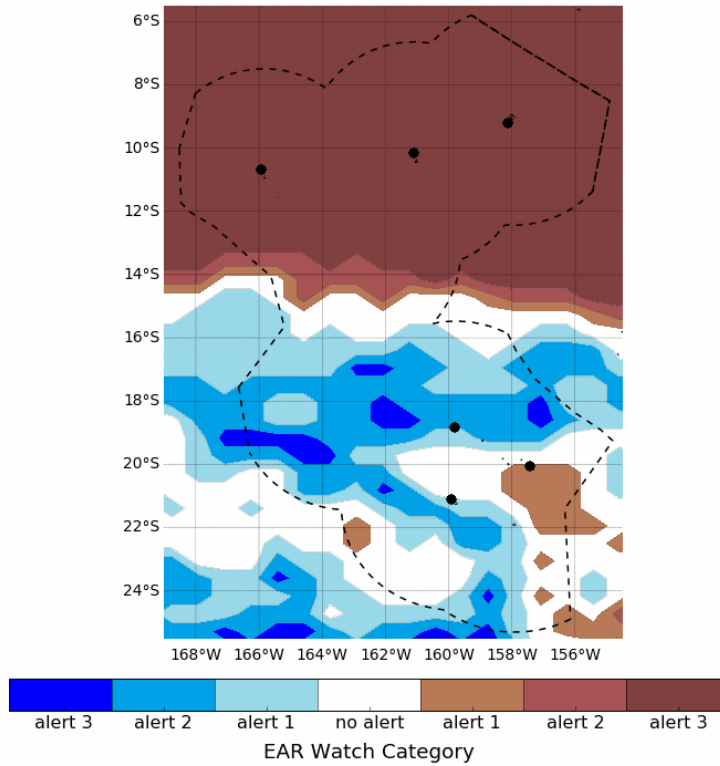 6°S
8°S
10°S
12°S
14°S
16°S
18°S
20°S
22°S
24°S
168°W 166°W 164°W 162°W 160°W 158°W 156°W
alert 3 alert 2 alert 1 no alert alert 1 alert 2 alert 3
EAR Watch Category